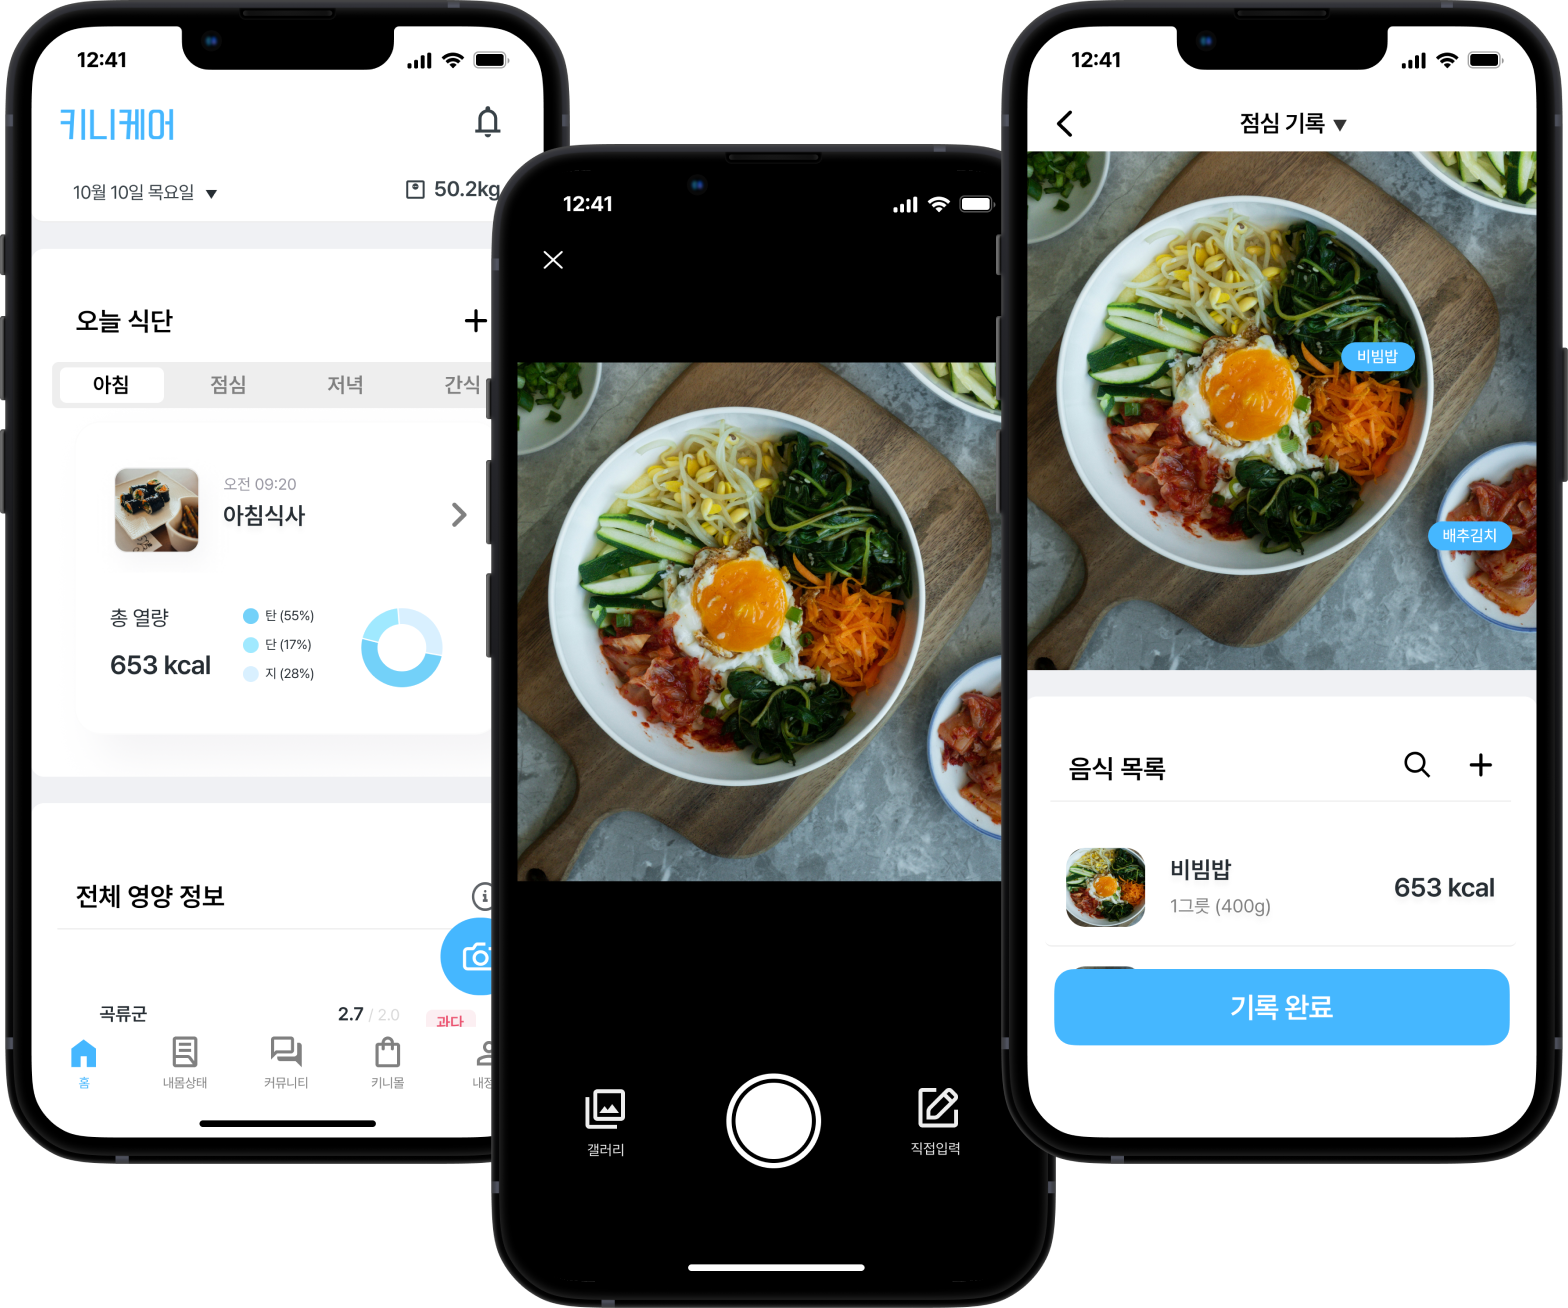 12:41
키니케어
10월 10일 목요일 ▼
50.2kg
오늘 식단
아침 점심 저녁 간식
오전 09:20
아침식사
총 열량
653 kcal
탄 (55%)
단 (17%)
지 (28%)
전체 영양 정보
곡류군
2.7 / 2.0
과다
홈 내몸상태 커뮤니티 키니몰 내정
12:41
갤러리
직접입력
12:41
점심 기록 ▼
비빔밥
배추김치
음식 목록
비빔밥
1그릇 (400g)
653 kcal
기록 완료